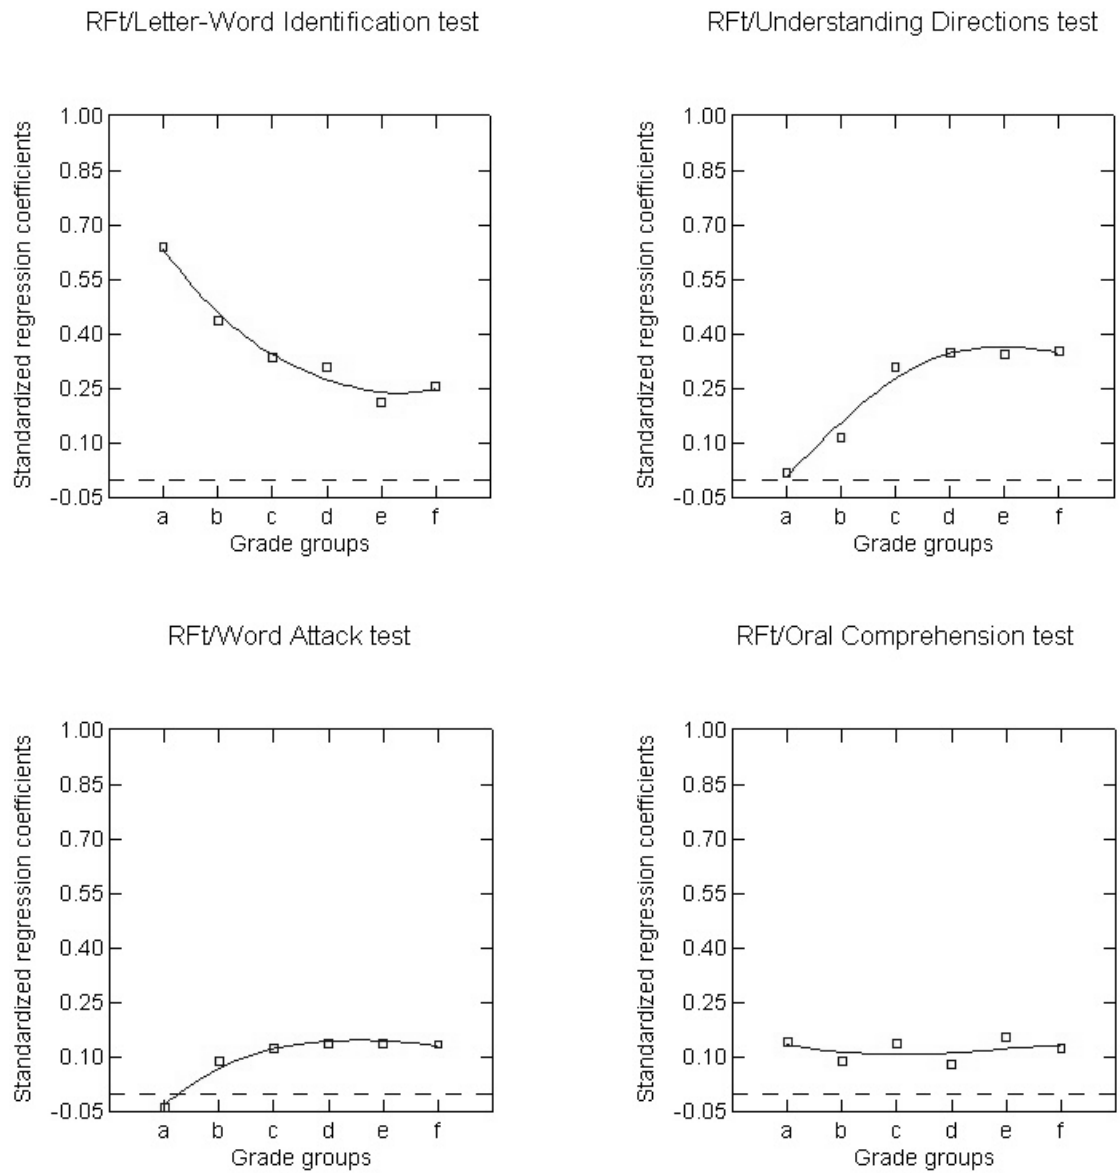 RFt/Letter-Word Identification test
Standardized regression coefficients
1.00
0.85
0.70
0.55
0.40
0.25
0.10
-0.05
a b c d e f
Grade groups
RFt/Understanding Directions test
Standardized regression coefficients
1.00
0.85
0.70
0.55
0.40
0.25
0.10
-0.05
a b c d e f
Grade groups
RFt/Word Attack test
Standardized regression coefficients
1.00
0.85
0.70
0.55
0.40
0.25
0.10
-0.05
a b c d e f
Grade groups
RFt/Oral Comprehension test
Standardized regression coefficients
1.00
0.85
0.70
0.55
0.40
0.25
0.10
-0.05
a b c d e f
Grade groups